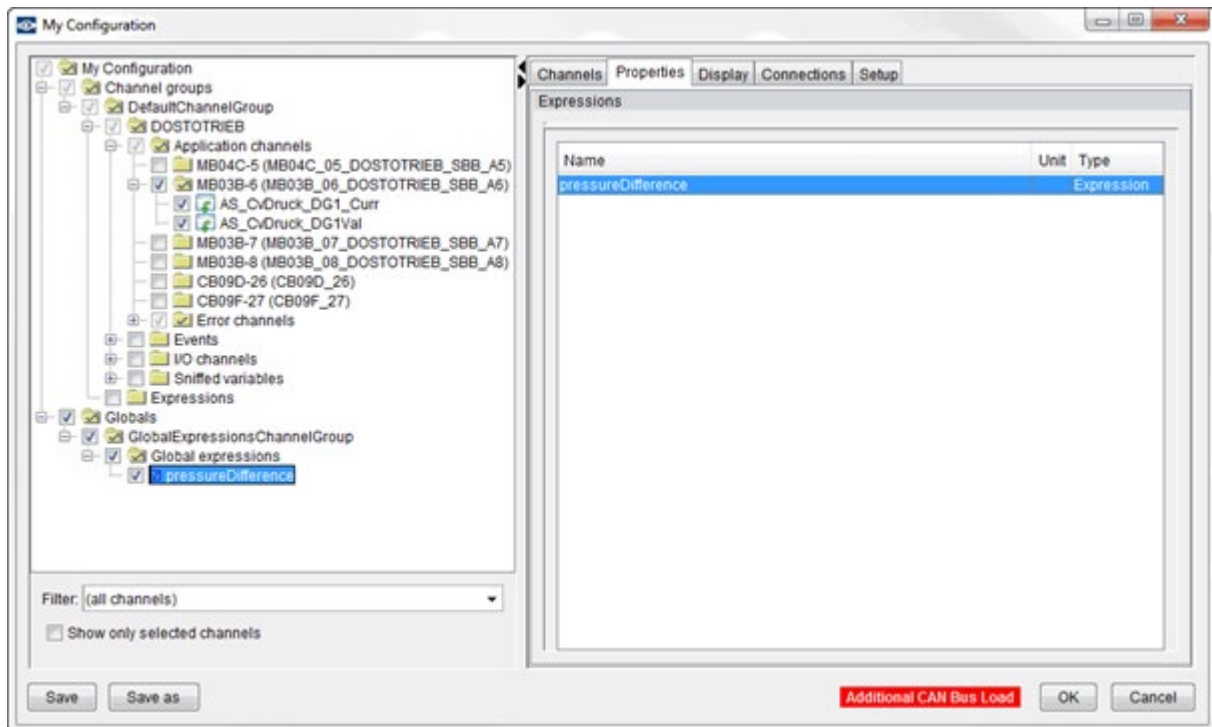 My Configuration
My Configuration
Channel groups
DefaultChannelGroup
DOSTOTRIEB
Application channels
MB04C-5 (MB04C_05_DOSTOTRIEB_SBB_A5)
MB03B-6 (MB03B_06_DOSTOTRIEB_SBB_A6)
AS_CvDruck_DG1_Curr
AS_CvDruck_DG1Val
MB03B-7 (MB03B_07_DOSTOTRIEB_SBB_A7)
MB03B-8 (MB03B_08_DOSTOTRIEB_SBB_A8)
CB09D-26 (CB09D_26)
CB09F-27 (CB09F_27)
Error channels
Events
I/O channels
Sniffed variables
Expressions
Globals
GlobalExpressionsChannelGroup
Global expressions
pressureDifference
Filter: (all channels)
Show only selected channels
Channels Properties Display Connections Setup
Expressions
Name Unit Type
pressureDifference Expression
Save Save as Additional CAN Bus Load OK Cancel